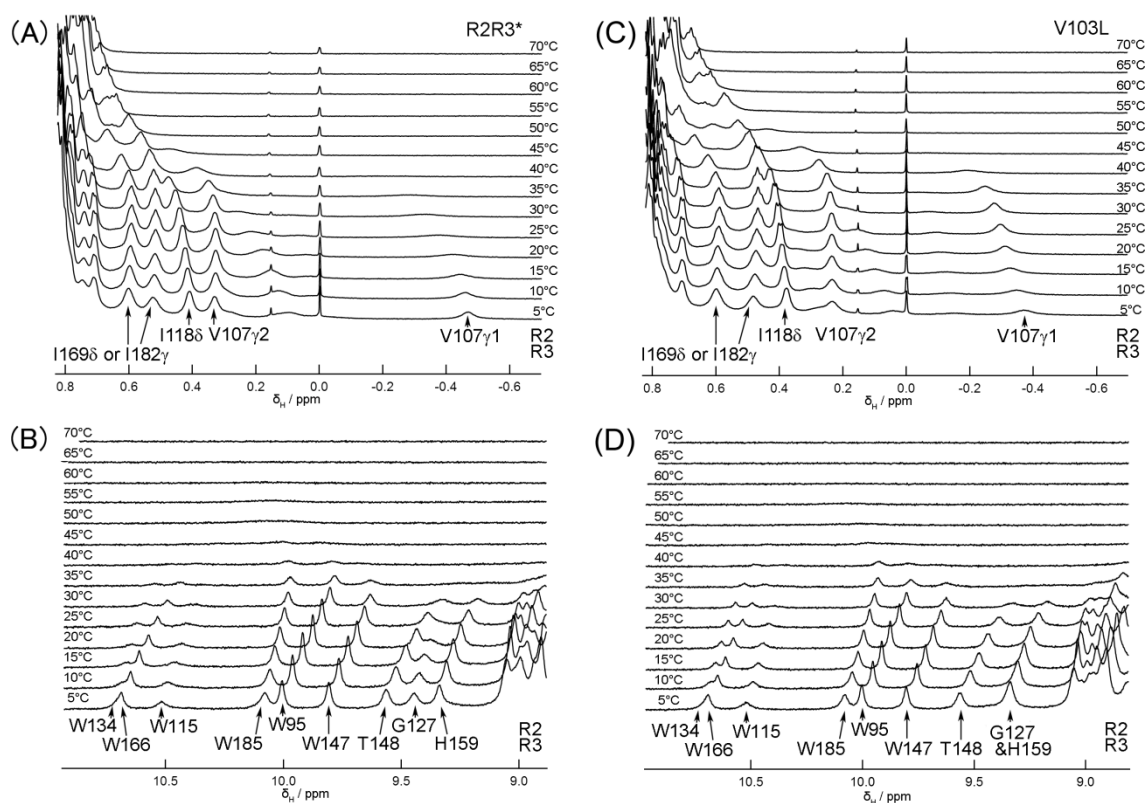 (A)
R2R3*
70°C
65°C
60°C
55°C
50°C
45°C
40°C
35°C
30°C
25°C
20°C
15°C
10°C
5°C
I118δ V107γ2
V107γ1
R2
I169δ or I182γ
R3
0.8 0.6 0.4 0.2 0.0 -0.2 -0.4 -0.6
δH / ppm
(B)
70°C
65°C
60°C
55°C
50°C
45°C
40°C
35°C
30°C
25°C
20°C
15°C
10°C
5°C
W134 W115 W95 G127
W166 W185 W147 T148 H159
R2
R3
10.5 10.0 9.5 9.0
δH / ppm
(C)
V103L
70°C
65°C
60°C
55°C
50°C
45°C
40°C
35°C
30°C
25°C
20°C
15°C
10°C
5°C
I118δ V107γ2
V107γ1
R2
I169δ or I182γ
R3
0.8 0.6 0.4 0.2 0.0 -0.2 -0.4 -0.6
δH / ppm
(D)
70°C
65°C
60°C
55°C
50°C
45°C
40°C
35°C
30°C
25°C
20°C
15°C
10°C
5°C
W134 W115 W95 G127
W166 W185 W147 T148 &H159
R2
R3
10.5 10.0 9.5 9.0
δH / ppm